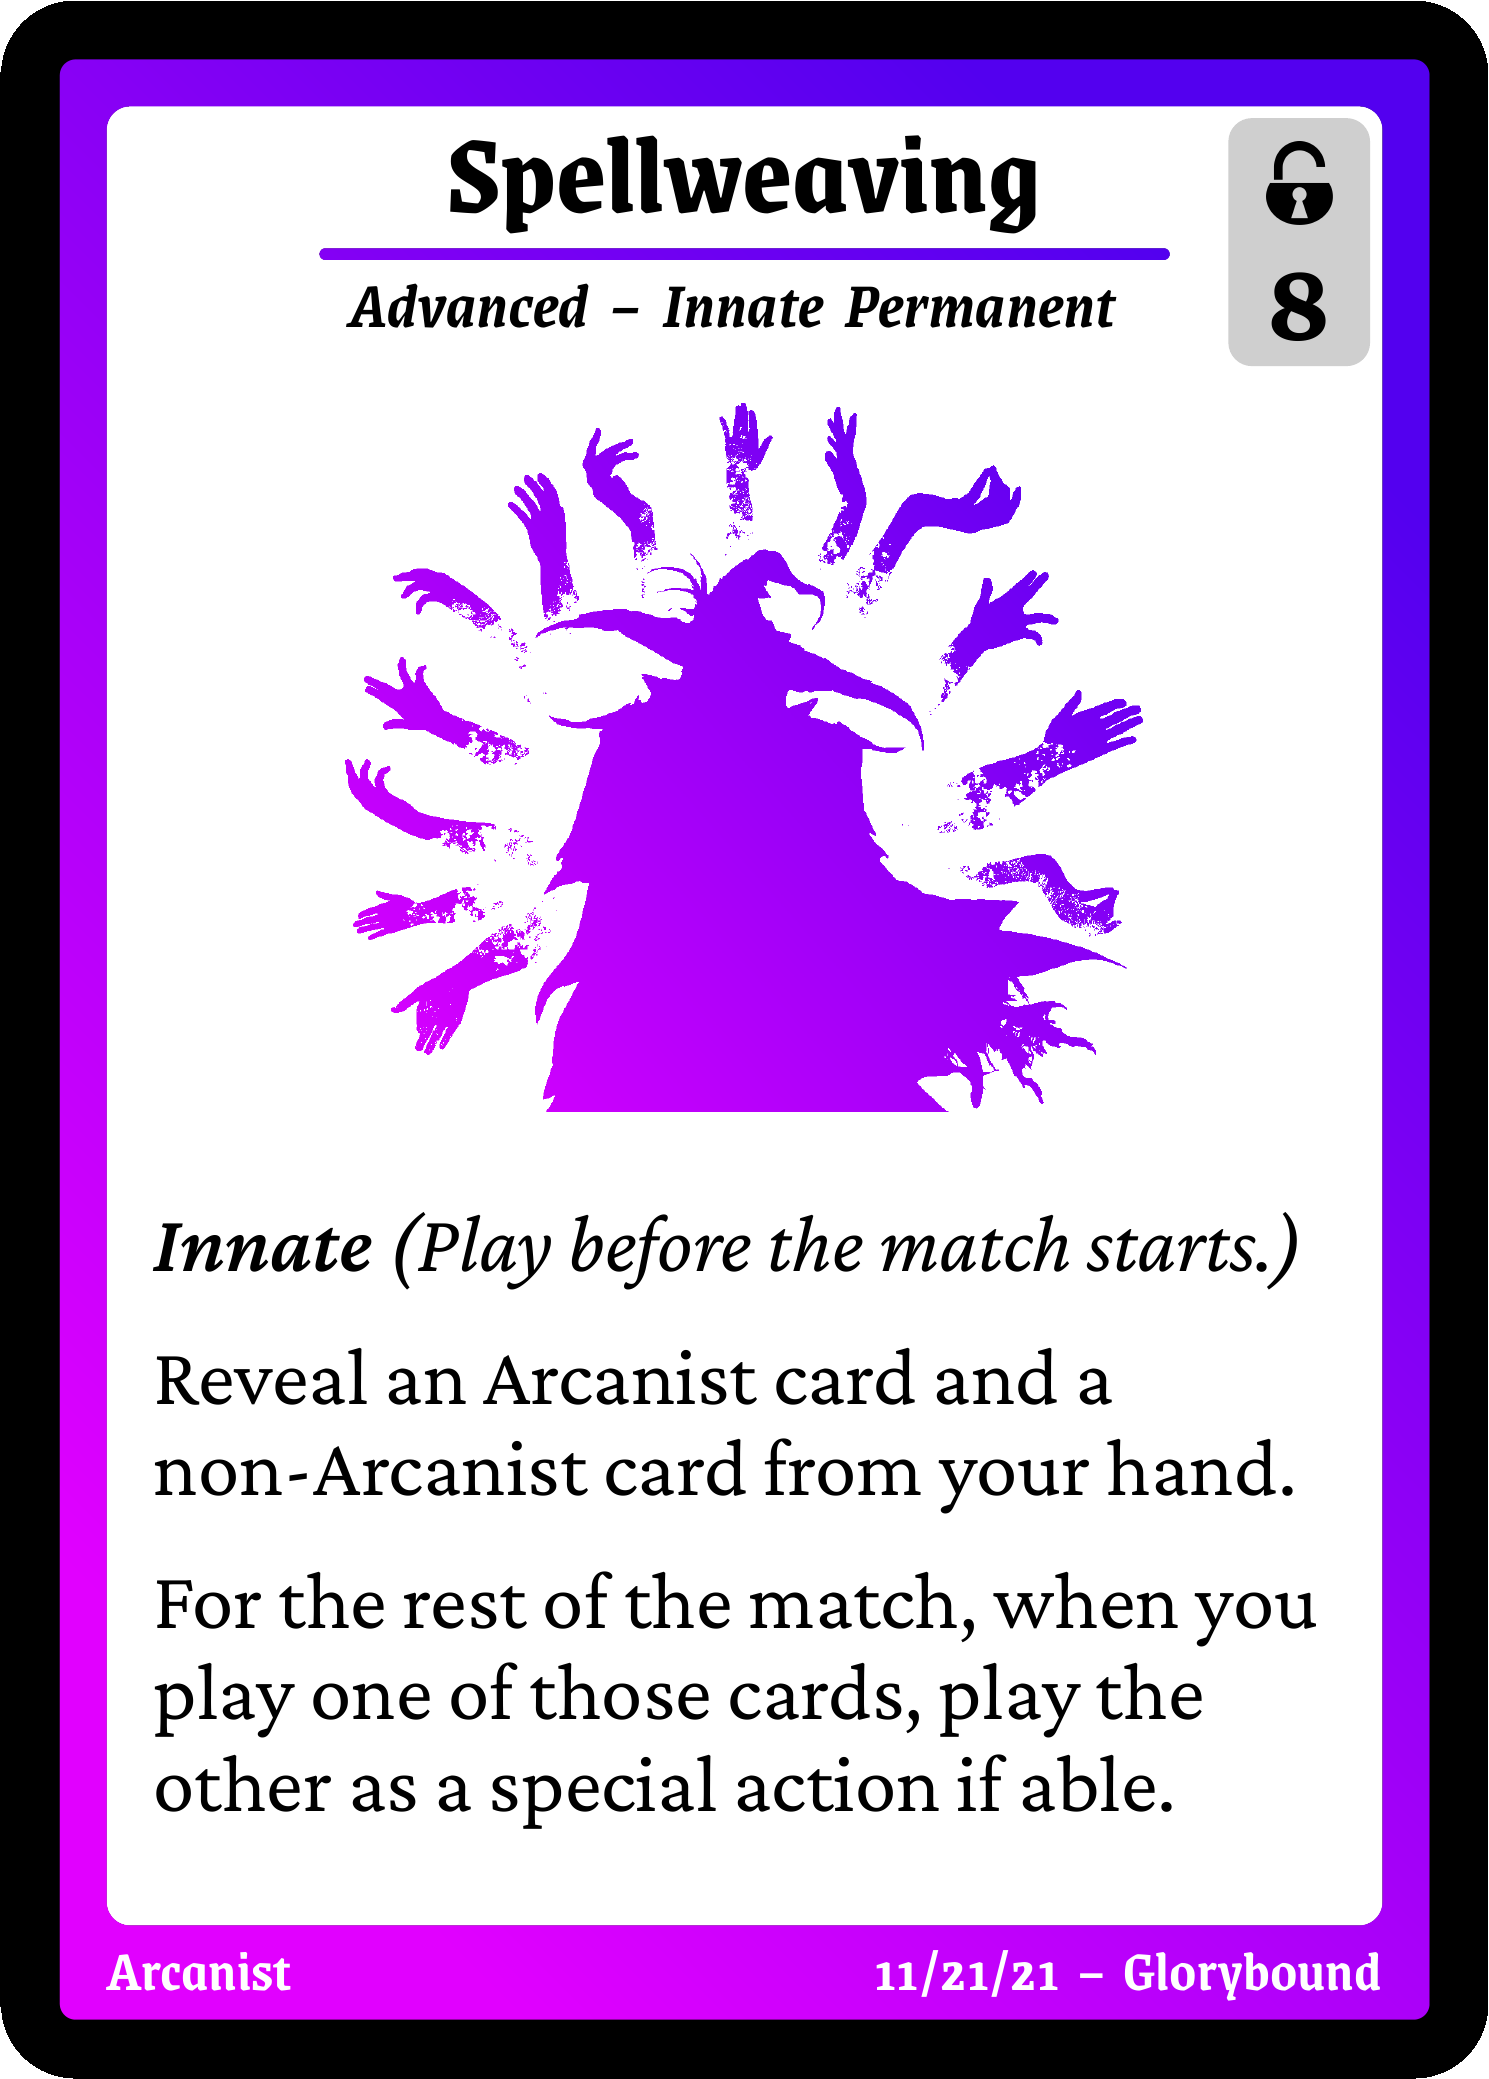 Spellweaving
8
Advanced – Innate Permanent
Innate (Play before the match starts.)
Reveal an Arcanist card and a
non-Arcanist card from your hand.
For the rest of the match, when you
play one of those cards, play the
other as a special action if able.
Arcanist
11/21/21 – Glorybound